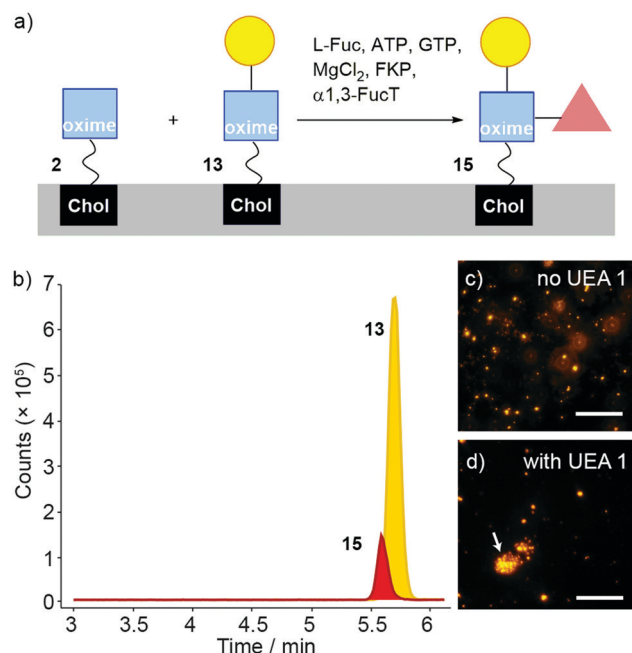 a)
L-Fuc, ATP, GTP,
MgCl₂, FKP,
α1,3-FucT
oxime
+
oxime
oxime
2
13
15
Chol
Chol
Chol
b)
7
6
5
4
3
2
1
0
Counts (× 10⁵)
13
15
3
3.5
4
4.5
5
5.5
6
Time / min
c)
no UEA 1
d)
with UEA 1